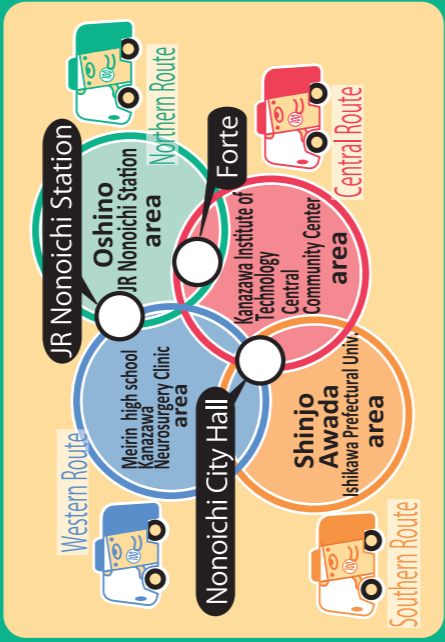 Western Route
Northern Route
JR Nonoichi Station
Oshino
JR Nonoichi Station
area
Meirin high school
Kanazawa
Neurosurgery Clinic
area
Forte
Nonoichi City Hall
Kanazawa Institute of
Technology
Central
Community Center
area
Shinjo
Awada
Ishikawa Prefectural Univ.
area
Southern Route
Central Route